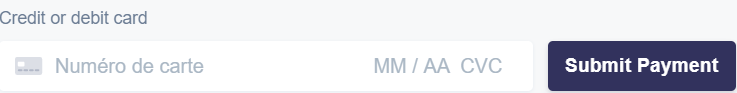 Credit or debit card
Numéro de carte MM / AA CVC Submit Payment